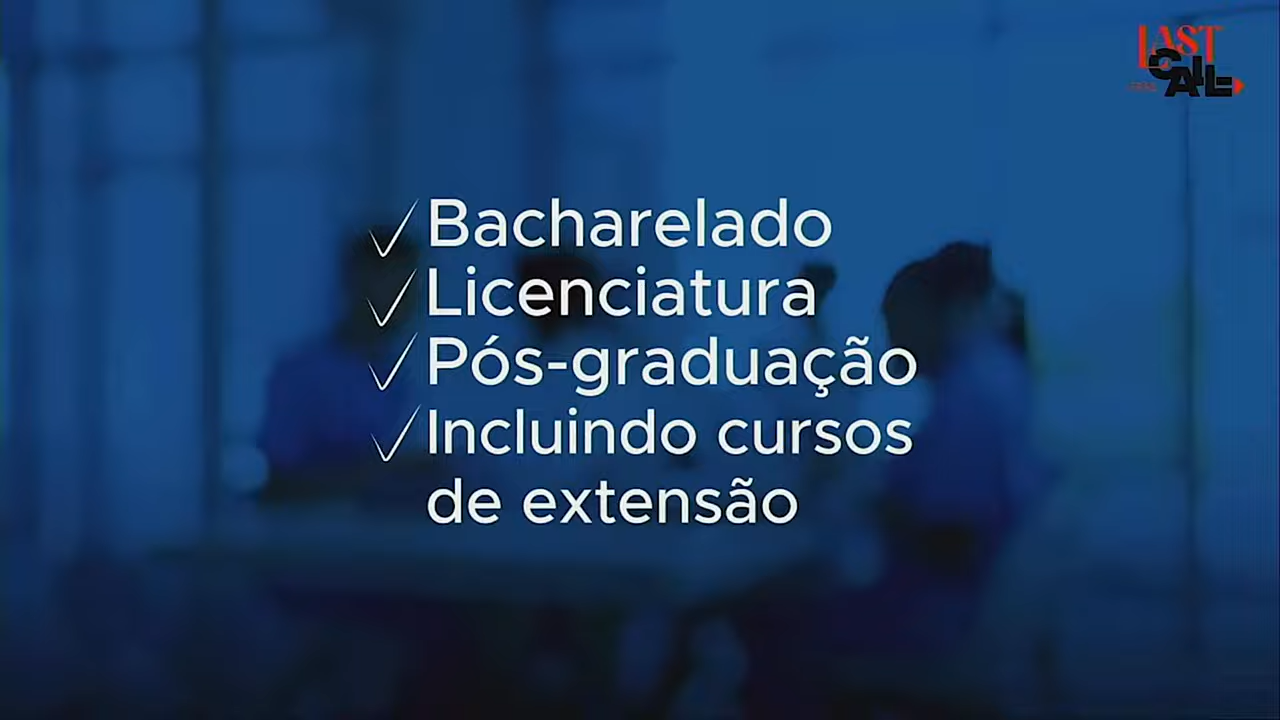 LAST
CALL
Bacharelado
Licenciatura
Pós-graduação
Incluindo cursos
de extensão